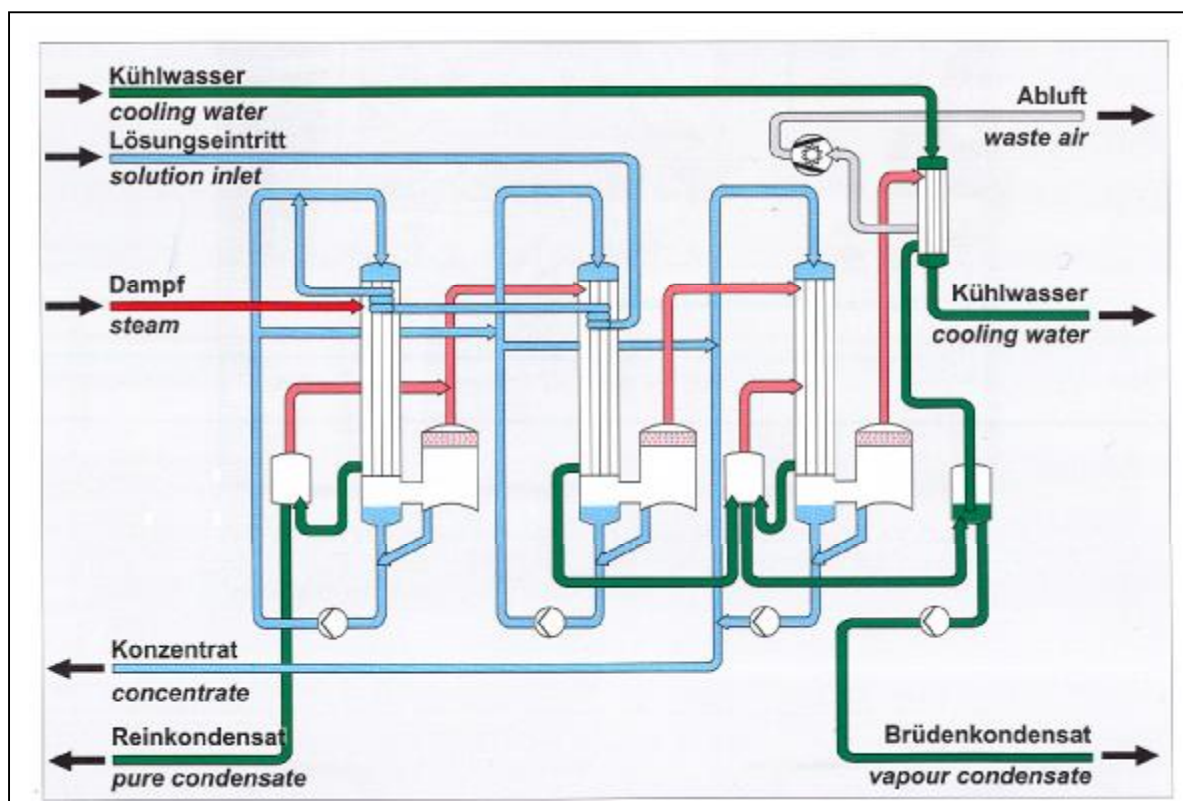 Kühlwasser
cooling water
Lösungseintritt
solution inlet
Dampf
steam
Abluft
waste air
Kühlwasser
cooling water
Konzentrat
concentrate
Reinkondensat
pure condensate
Brüdenkondensat
vapour condensate